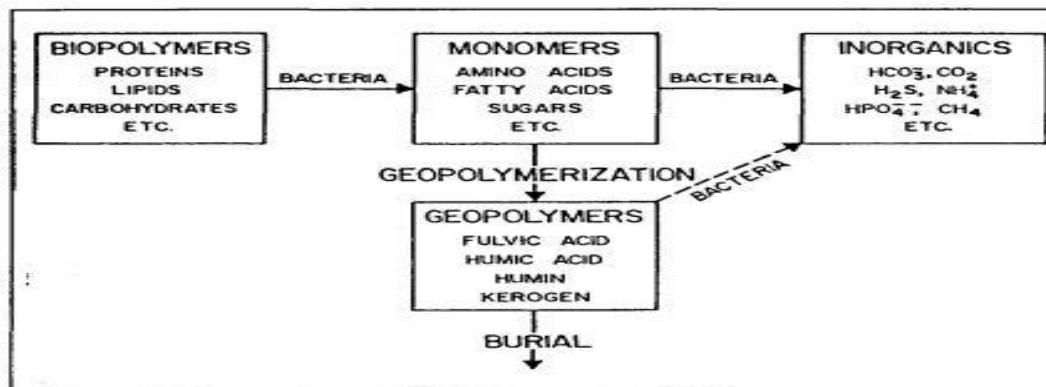 BIOPOLYMERS
PROTEINS
LIPIDS
CARBOHYDRATES
ETC.
BACTERIA
MONOMERS
AMINO ACIDS
FATTY ACIDS
SUGARS
ETC.
BACTERIA
INORGANICS
HCO₃⁻, CO₂
H₂S, NH₄⁺
HPO₄⁻⁻ CH₄
ETC.
GEOPOLYMERIZATION
BACTERIA
GEOPOLYMERS
FULVIC ACID
HUMIC ACID
HUMIN
KEROGEN
BURIAL